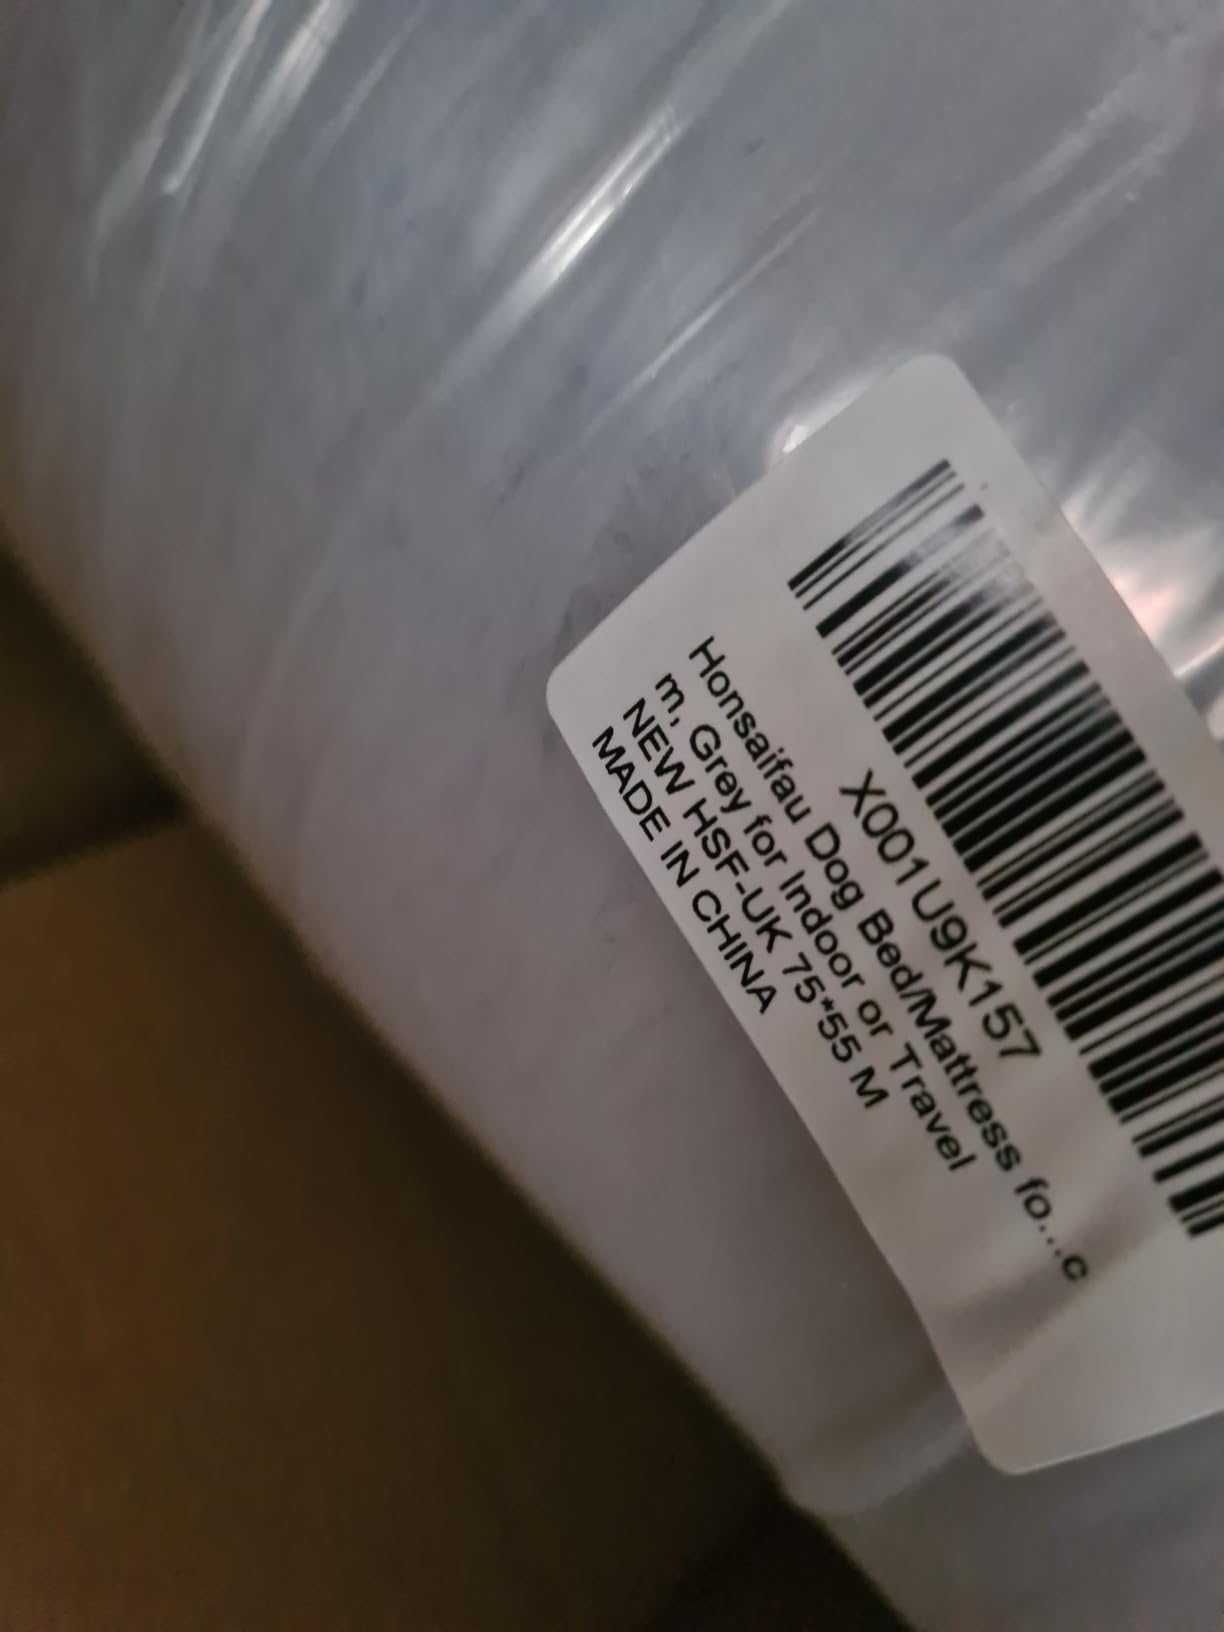 X001U9K157
Honsaifau Dog Bed/Mattress fo...c
m, Grey for Indoor or Travel
NEW HSF-UK 75*55 M
MADE IN CHINA